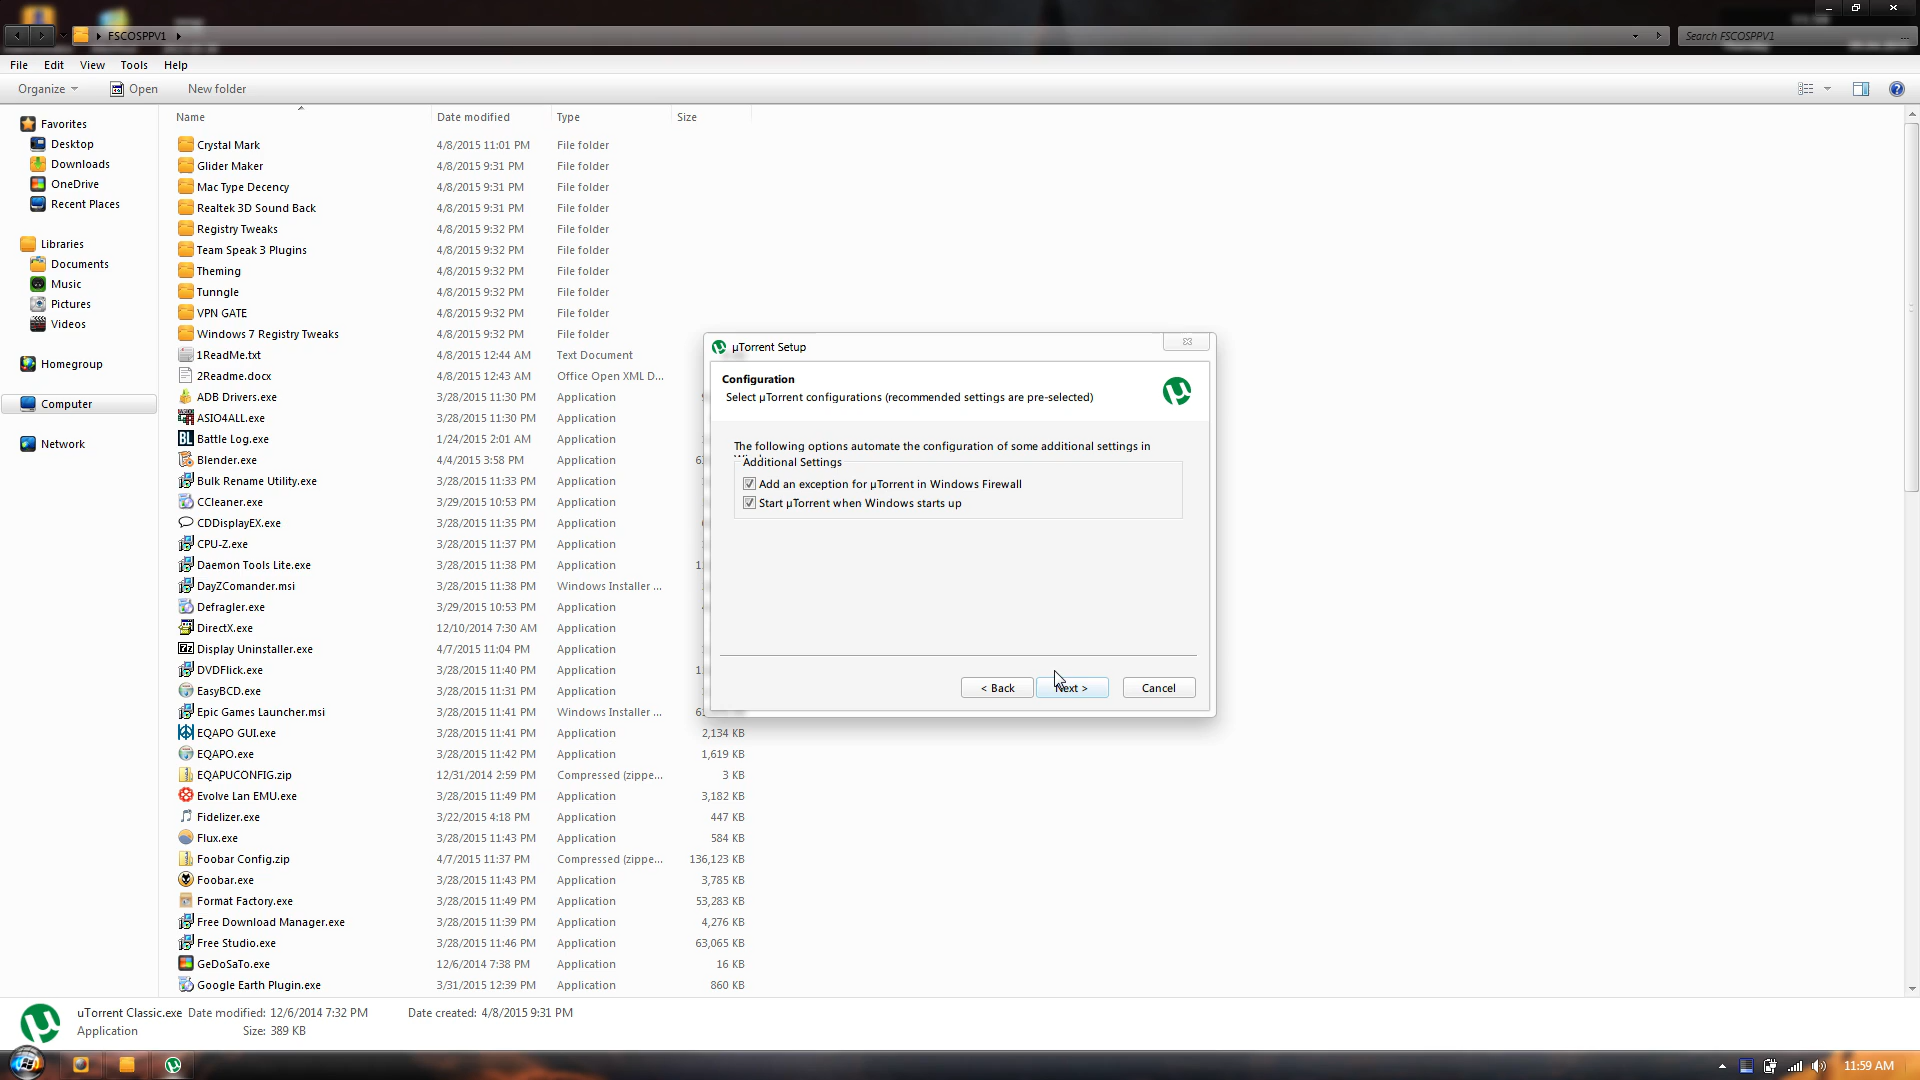 FSCOSPPV1
Search FSCOSPPV1
File Edit View Tools Help
Organize Open New folder
Name Date modified Type Size
Favorites
Desktop
Downloads
OneDrive
Recent Places
Libraries
Documents
Music
Pictures
Videos
Homegroup
Computer
Network
Crystal Mark 4/8/2015 11:01 PM File folder
Glider Maker 4/8/2015 9:31 PM File folder
Mac Type Decency 4/8/2015 9:31 PM File folder
Realtek 3D Sound Back 4/8/2015 9:31 PM File folder
Registry Tweaks 4/8/2015 9:32 PM File folder
Team Speak 3 Plugins 4/8/2015 9:32 PM File folder
Theming 4/8/2015 9:32 PM File folder
Tunngle 4/8/2015 9:32 PM File folder
VPN GATE 4/8/2015 9:32 PM File folder
Windows 7 Registry Tweaks 4/8/2015 9:32 PM File folder
1ReadMe.txt 4/8/2015 12:44 AM Text Document
2Readme.docx 4/8/2015 12:43 AM Office Open XML D...
ADB Drivers.exe 3/28/2015 11:30 PM Application
ASIO4ALL.exe 3/28/2015 11:30 PM Application
Battle Log.exe 1/24/2015 2:01 AM Application
Blender.exe 4/4/2015 3:58 PM Application
Bulk Rename Utility.exe 3/28/2015 11:33 PM Application
CCleaner.exe 3/29/2015 10:53 PM Application
CDDisplayEX.exe 3/28/2015 11:35 PM Application
CPU-Z.exe 3/28/2015 11:37 PM Application
Daemon Tools Lite.exe 3/28/2015 11:38 PM Application
DayZComander.msi 3/28/2015 11:38 PM Windows Installer ...
Defragler.exe 3/29/2015 10:53 PM Application
DirectX.exe 12/10/2014 7:30 AM Application
Display Uninstaller.exe 4/7/2015 11:04 PM Application
DVDFlick.exe 3/28/2015 11:40 PM Application
EasyBCD.exe 3/28/2015 11:31 PM Application
Epic Games Launcher.msi 3/28/2015 11:41 PM Windows Installer ...
EQAPO GUI.exe 3/28/2015 11:41 PM Application 2,134 KB
EQAPO.exe 3/28/2015 11:42 PM Application 1,619 KB
EQAPUCONFIG.zip 12/31/2014 2:59 PM Compressed (zippe... 3 KB
Evolve Lan EMU.exe 3/28/2015 11:49 PM Application 3,182 KB
Fidelizer.exe 3/22/2015 4:18 PM Application 447 KB
Flux.exe 3/28/2015 11:43 PM Application 584 KB
Foobar Config.zip 4/7/2015 11:37 PM Compressed (zippe... 136,123 KB
Foobar.exe 3/28/2015 11:43 PM Application 3,785 KB
Format Factory.exe 3/28/2015 11:49 PM Application 53,283 KB
Free Download Manager.exe 3/28/2015 11:39 PM Application 4,276 KB
Free Studio.exe 3/28/2015 11:46 PM Application 63,065 KB
GeDoSaTo.exe 12/6/2014 7:38 PM Application 16 KB
Google Earth Plugin.exe 3/31/2015 12:39 PM Application 860 KB
µTorrent Setup
Configuration
Select µTorrent configurations (recommended settings are pre-selected)
The following options automate the configuration of some additional settings in
Additional Settings
Add an exception for µTorrent in Windows Firewall
Start µTorrent when Windows starts up
< Back Next > Cancel
uTorrent Classic.exe Date modified: 12/6/2014 7:32 PM Date created: 4/8/2015 9:31 PM
Application Size: 389 KB
11:59 AM